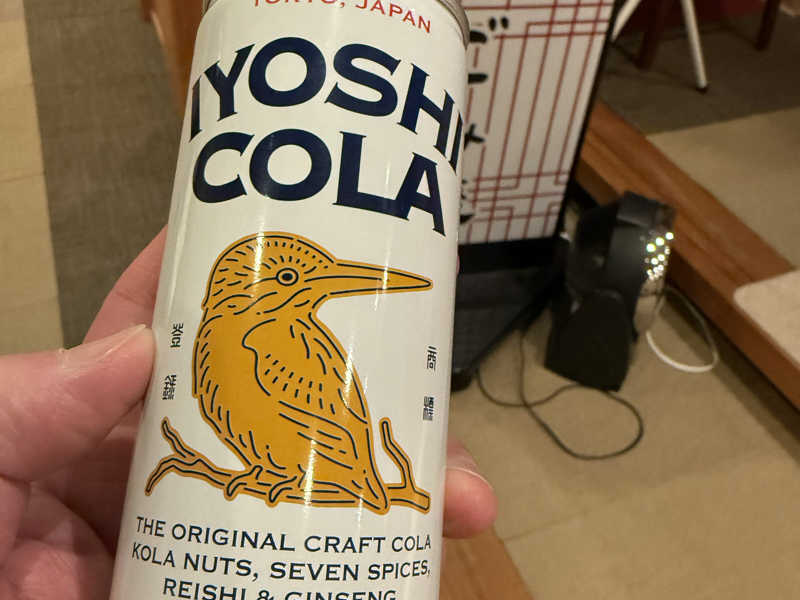 TOKYO, JAPAN
IYOSHI
COLA
THE ORIGINAL CRAFT COLA
KOLA NUTS, SEVEN SPICES,
REISHI & GINSENG